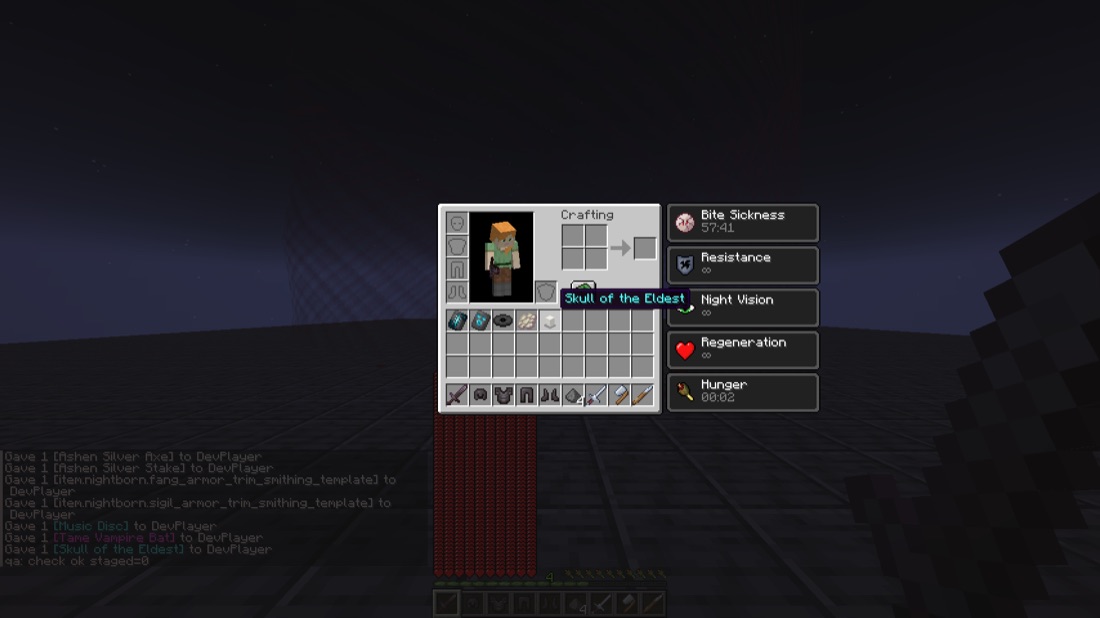 Crafting
Skull of the Eldest
Bite Sickness
57:41
Resistance
∞
Night Vision
∞
Regeneration
∞
Hunger
00:02
4
Gave 1 [Ashen Silver Axe] to DevPlayer
Gave 1 [Ashen Silver Stake] to DevPlayer
Gave 1 [item.nightborn.fang_armor_trim_smithing_template] to
DevPlayer
Gave 1 [item.nightborn.sigil_armor_trim_smithing_template] to
DevPlayer
Gave 1 [Music Disc] to DevPlayer
Gave 1 [Tame Vampire Bat] to DevPlayer
Gave 1 [Skull of the Eldest] to DevPlayer
qa: check ok staged=0
4
4